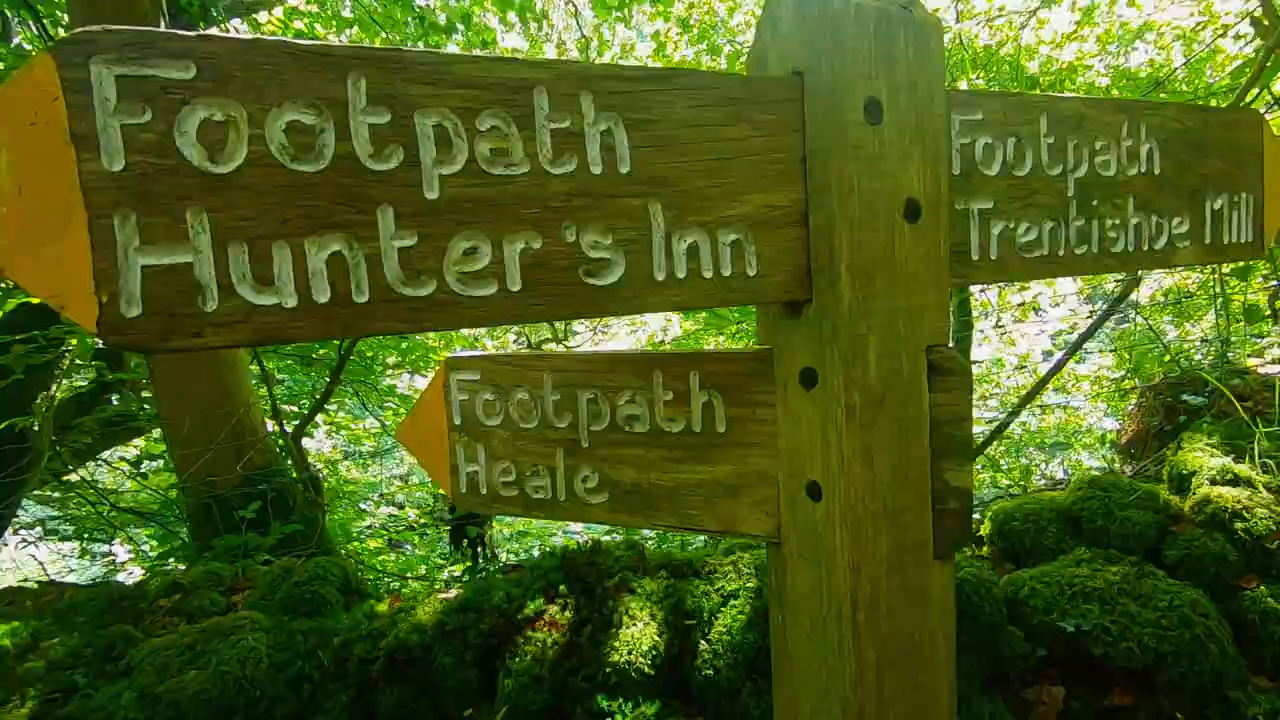 Footpath
Hunter's Inn
Footpath
Trentishoe Mill
Footpath
Heale